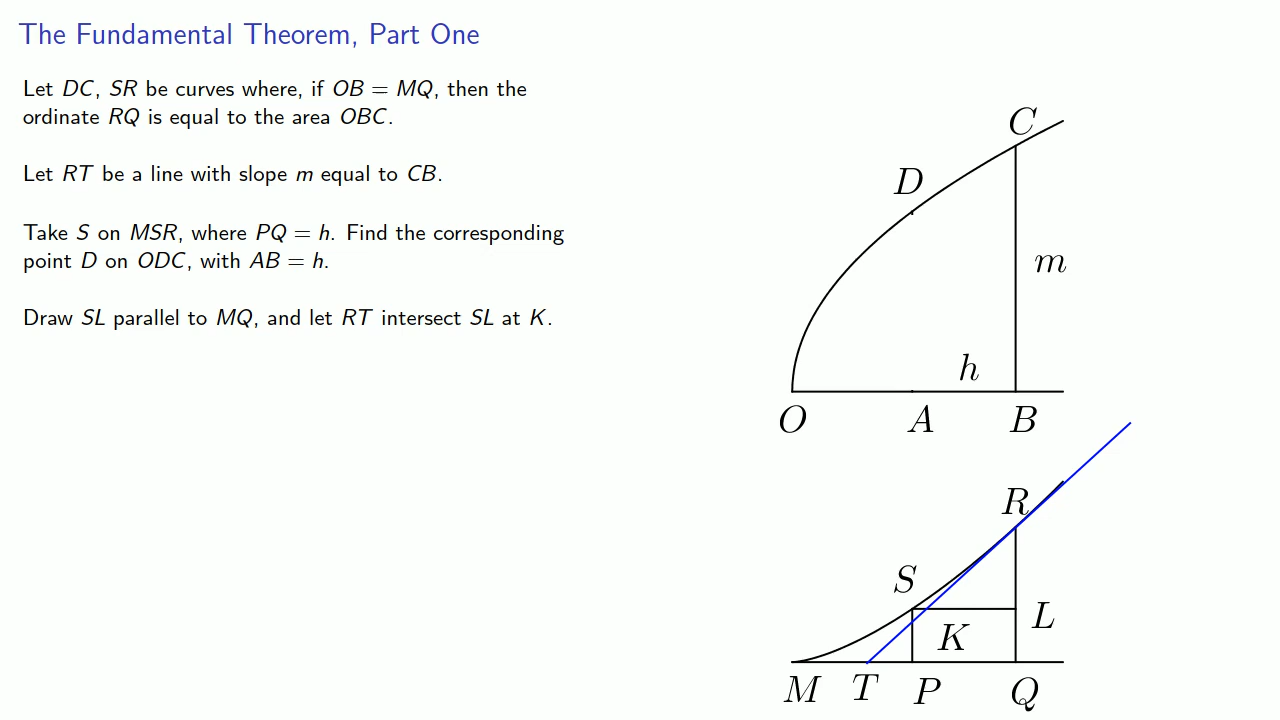 The Fundamental Theorem, Part One
Let DC, SR be curves where, if OB = MQ, then the
ordinate RQ is equal to the area OBC.
Let RT be a line with slope m equal to CB.
Take S on MSR, where PQ = h. Find the corresponding
point D on ODC, with AB = h.
Draw SL parallel to MQ, and let RT intersect SL at K.
C
D
m
h
O A B
R
S
L
K
M T P Q